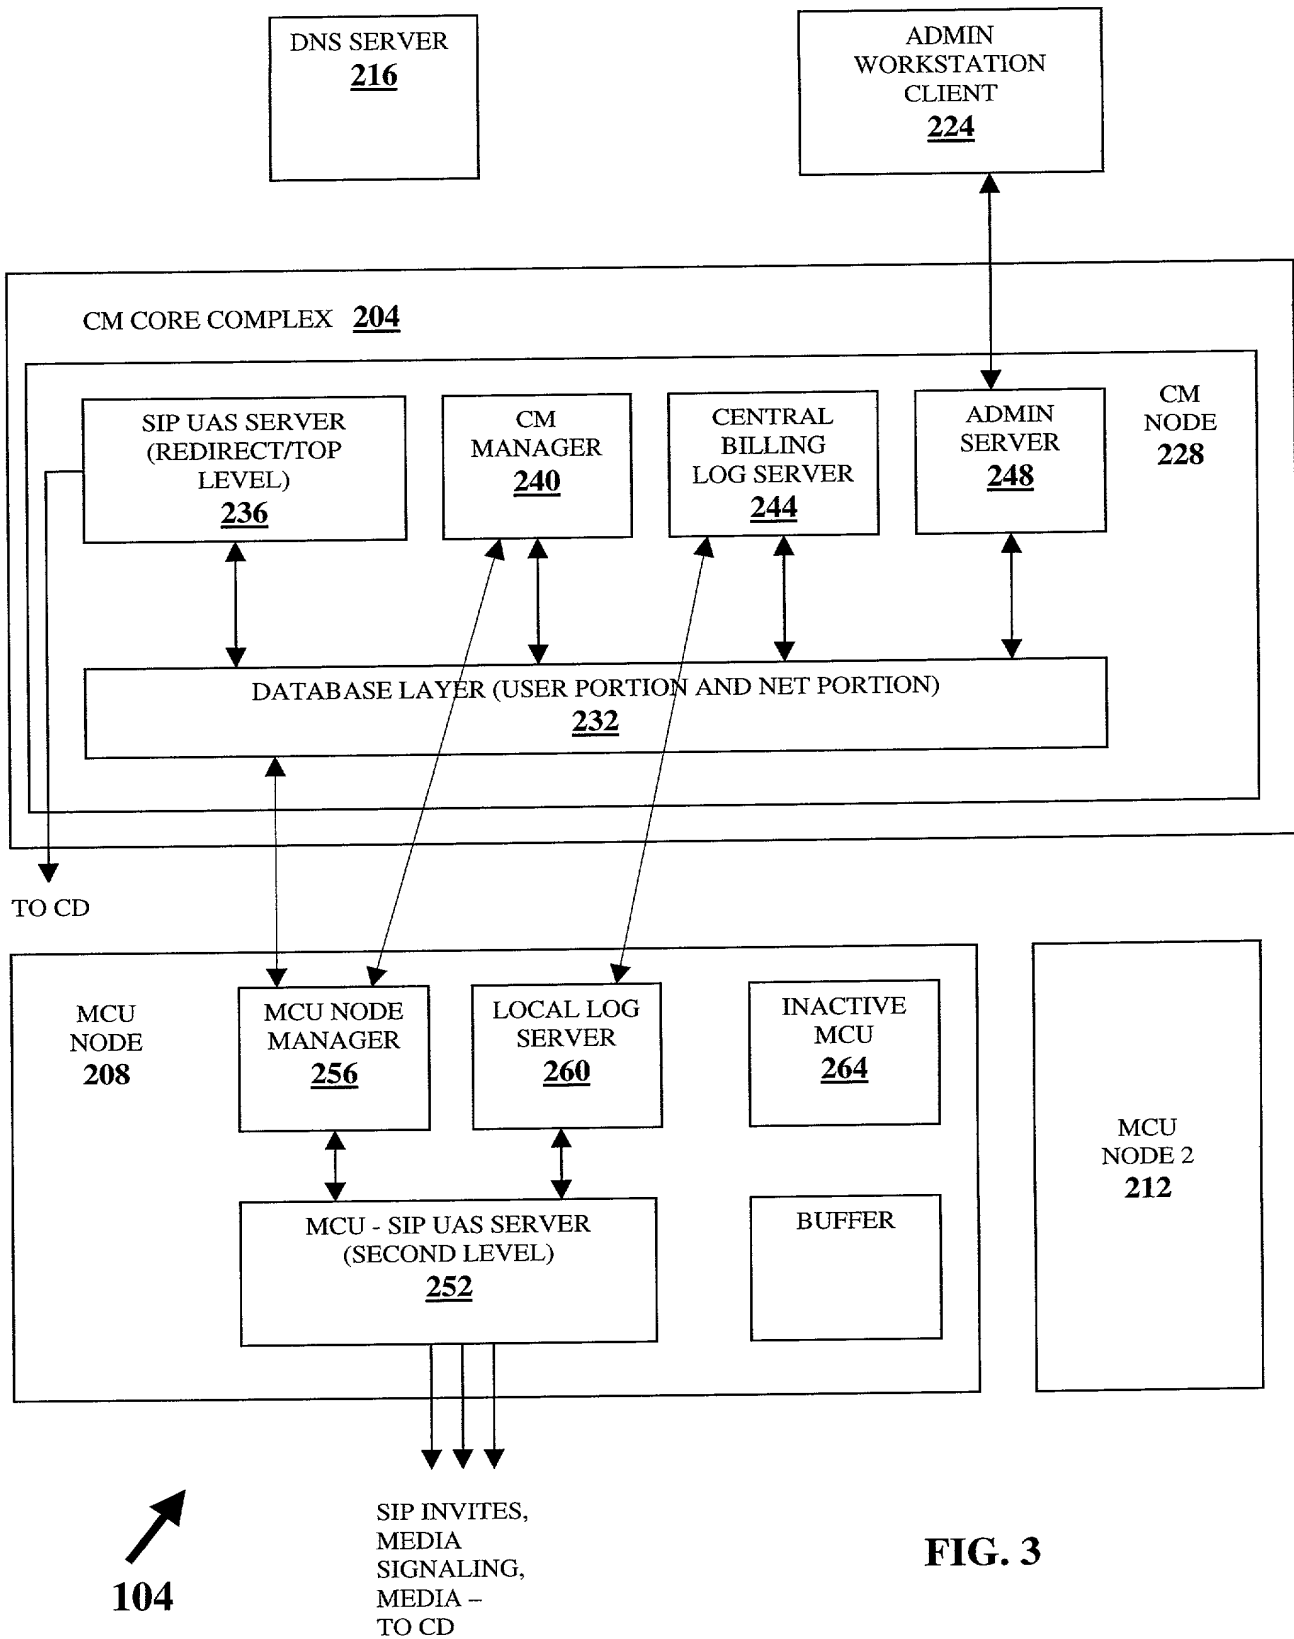 DNS SERVER
216
ADMIN
WORKSTATION
CLIENT
224
CM CORE COMPLEX 204
SIP UAS SERVER
(REDIRECT/TOP
LEVEL)
236
CM
MANAGER
240
CENTRAL
BILLING
LOG SERVER
244
ADMIN
SERVER
248
CM
NODE
228
DATABASE LAYER (USER PORTION AND NET PORTION)
232
TO CD
MCU
NODE
208
MCU NODE
MANAGER
256
LOCAL LOG
SERVER
260
INACTIVE
MCU
264
MCU
NODE 2
212
MCU - SIP UAS SERVER
(SECOND LEVEL)
252
BUFFER
SIP INVITES,
MEDIA
SIGNALING,
MEDIA –
TO CD
104
FIG. 3